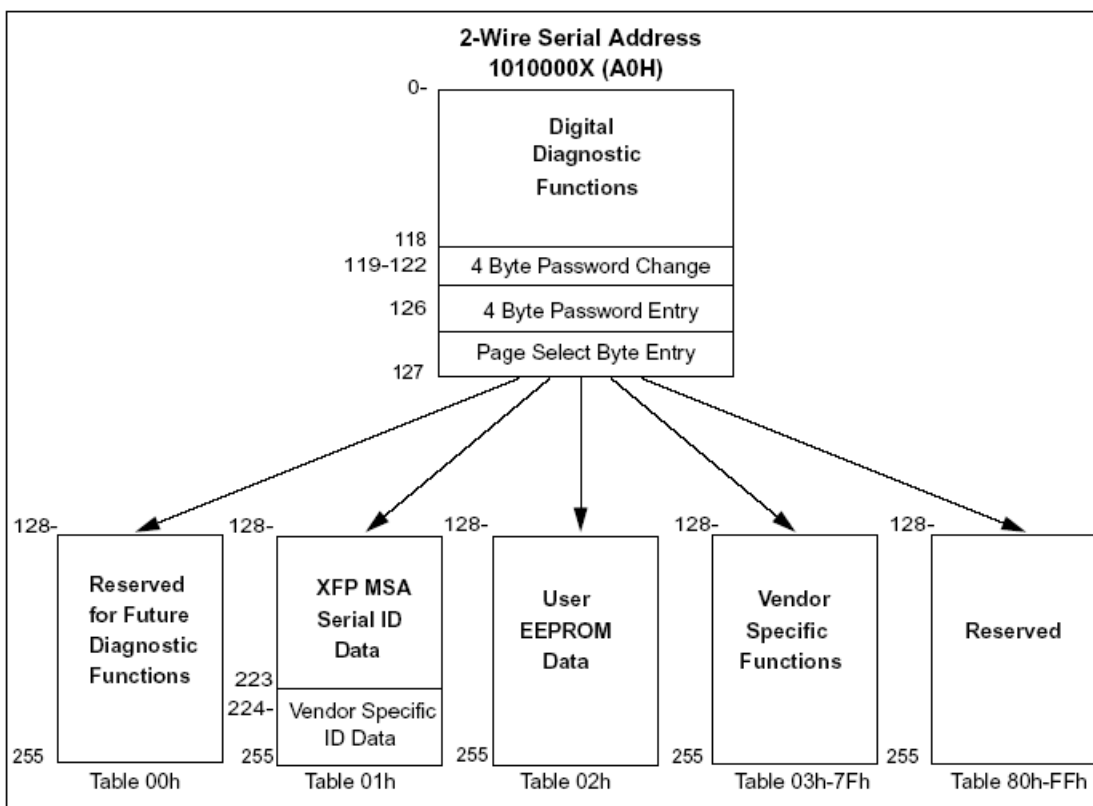 2-Wire Serial Address
1010000X (A0H)
0-
Digital
Diagnostic
Functions
118
119-122
4 Byte Password Change
126
4 Byte Password Entry
Page Select Byte Entry
127
128-
Reserved
for Future
Diagnostic
Functions
255
Table 00h
128-
XFP MSA
Serial ID
Data
223
224-
Vendor Specific
ID Data
255
Table 01h
128-
User
EEPROM
Data
255
Table 02h
128-
Vendor
Specific
Functions
255
Table 03h-7Fh
128-
Reserved
255
Table 80h-FFh